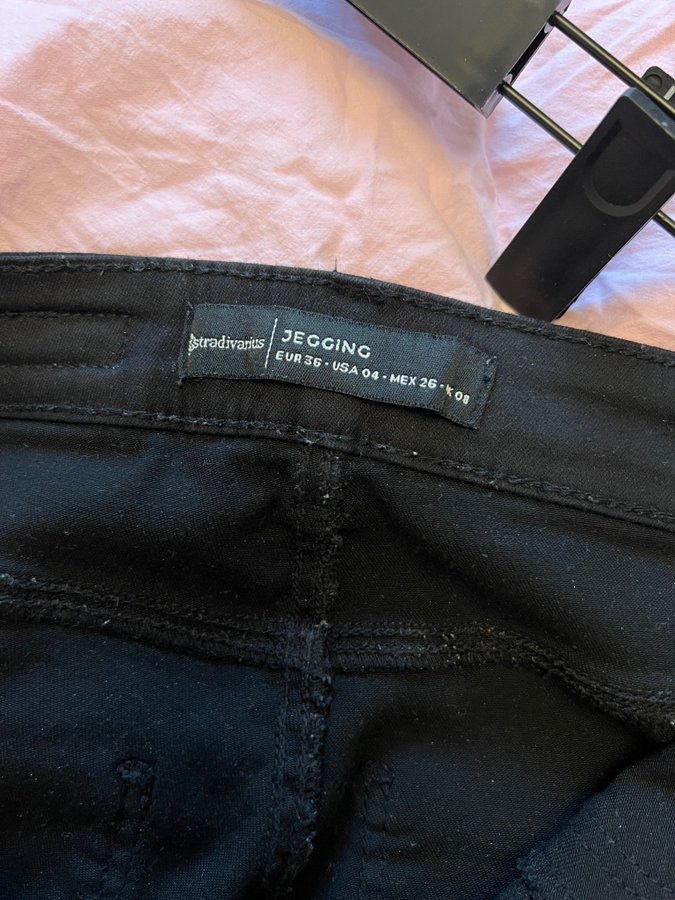 stradivarius
JEGGING
EUR 36 - USA 04 - MEX 26 - K 08